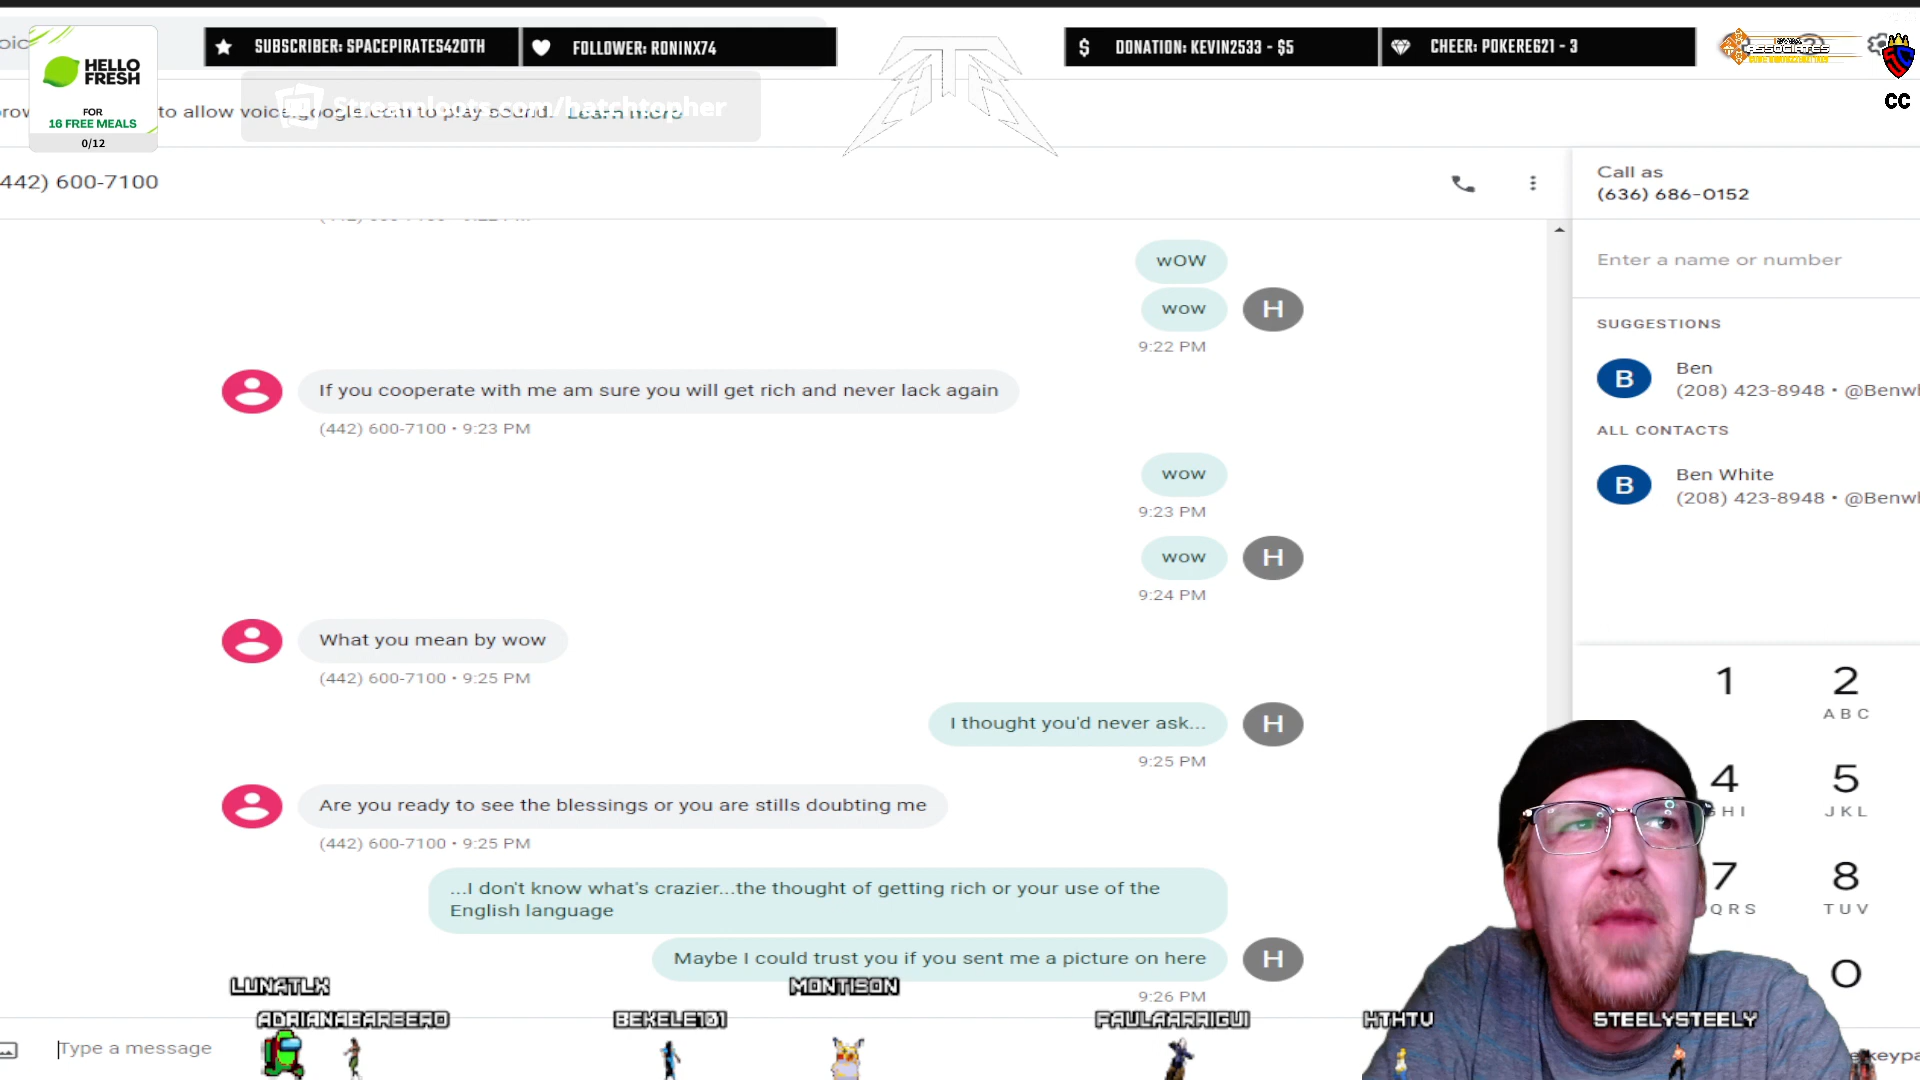 HELLO
FRESH
FOR
16 FREE MEALS
0/12
SUBSCRIBER: SPACEPIRATES420TH
FOLLOWER: RONINX74
DONATION: KEVIN2533 - $5
CHEER: POKERE621 - 3
ASSOCIATES
CC
Streamloots.com/hatchtopher
to allow voice.google.com to play sound. Learn more
442) 600-7100
Call as
(636) 686-0152
Enter a name or number
SUGGESTIONS
B
Ben
(208) 423-8948 •
ALL CONTACTS
B
Ben White
(208) 423-8948 •
wOW
wow
H
9:22 PM
If you cooperate with me am sure you will get rich and never lack again
(442) 600-7100 • 9:23 PM
wow
9:23 PM
wow
H
9:24 PM
What you mean by wow
(442) 600-7100 • 9:25 PM
I thought you'd never ask...
H
9:25 PM
Are you ready to see the blessings or you are stills doubting me
(442) 600-7100 • 9:25 PM
...I don't know what's crazier...the thought of getting rich or your use of the
English language
Maybe I could trust you if you sent me a picture on here
H
9:26 PM
1
2
ABC
4
5
JKL
7
8
QRS
TUV
0
LUNATLX
MONTISON
ADRIANABARBERO
BEKELE101
PAULAARRIGUI
HTHTV
STEELYSTEELY
Type a message